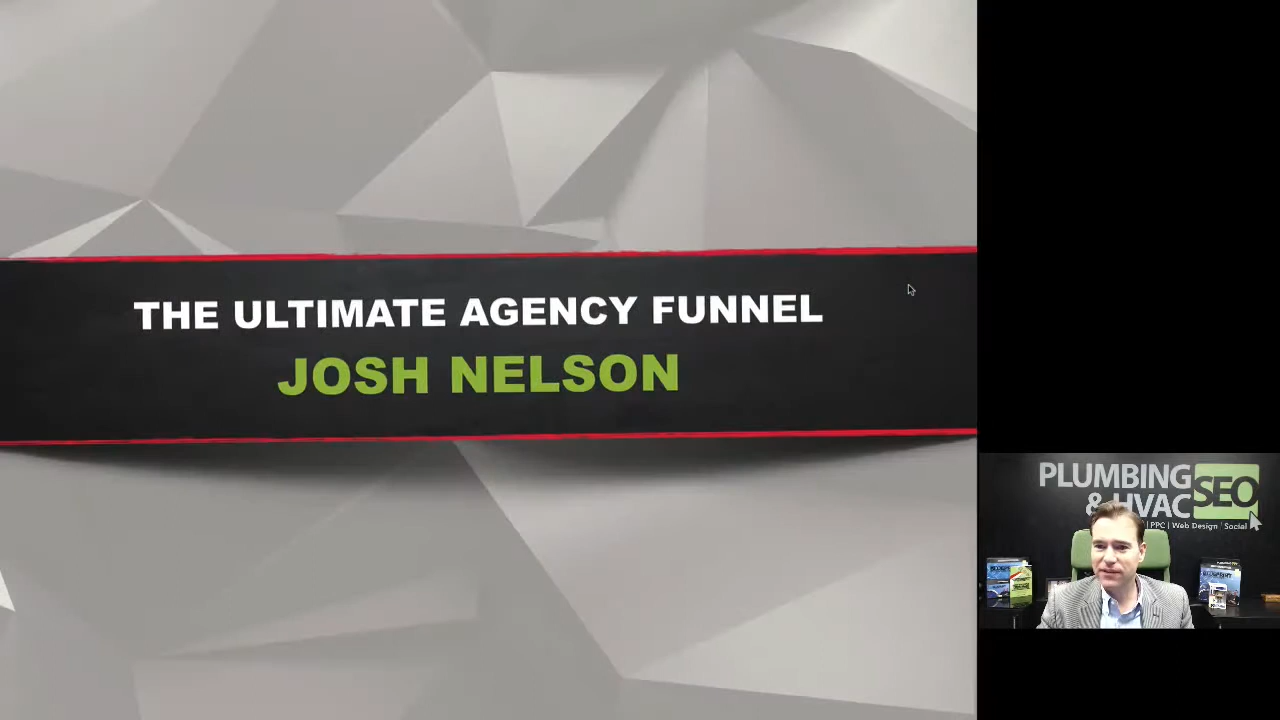 THE ULTIMATE AGENCY FUNNEL
JOSH NELSON
PLUMBING
& HVAC SEO
| PPC | Web Design | Social